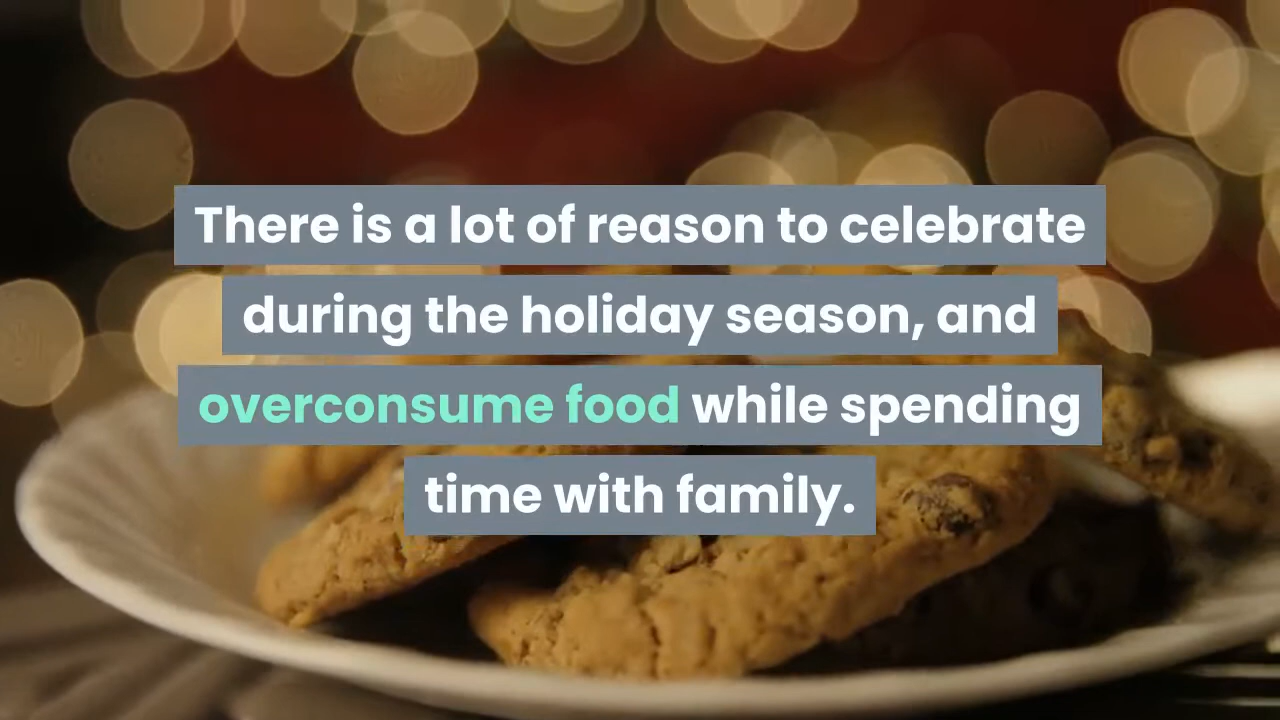 There is a lot of reason to celebrate
during the holiday season, and
overconsume food while spending
time with family.